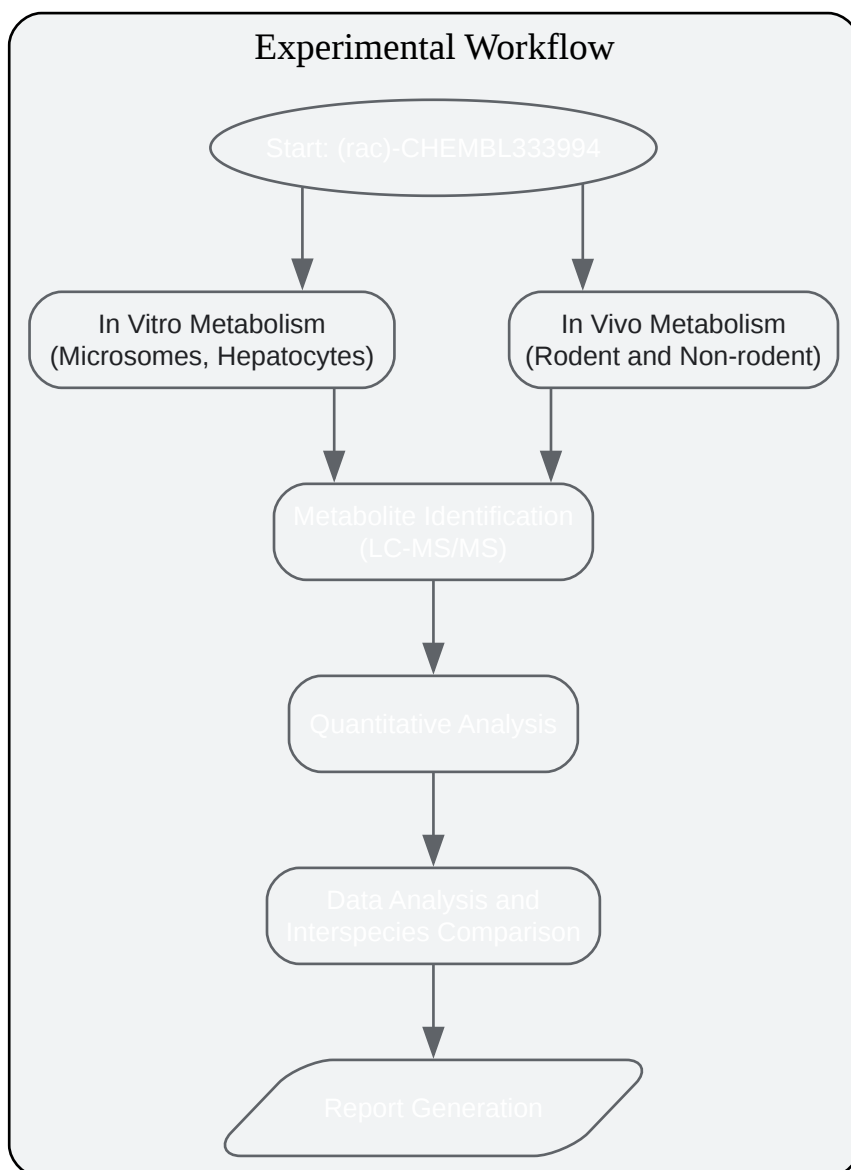 Experimental Workflow
Start: (rac)-CHEMBL333994
In Vitro Metabolism
(Microsomes, Hepatocytes)
In Vivo Metabolism
(Rodent and Non-rodent)
Metabolite Identification
(LC-MS/MS)
Quantitative Analysis
Data Analysis and
Interspecies Comparison
Report Generation